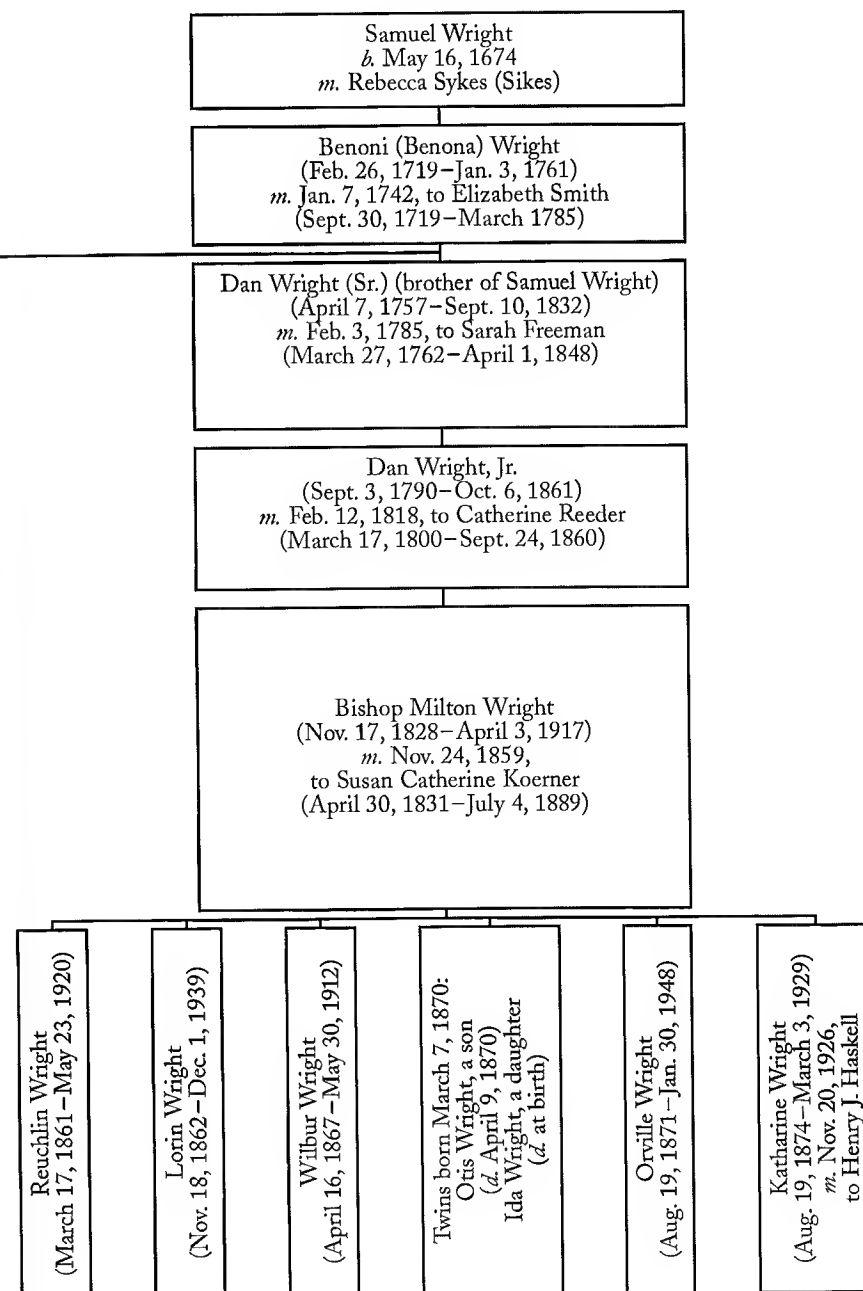 Samuel Wright
b. May 16, 1674
m. Rebecca Sykes (Sikes)
Benoni (Benona) Wright
(Feb. 26, 1719–Jan. 3, 1761)
m. Jan. 7, 1742, to Elizabeth Smith
(Sept. 30, 1719–March 1785)
Dan Wright (Sr.) (brother of Samuel Wright)
(April 7, 1757–Sept. 10, 1832)
m. Feb. 3, 1785, to Sarah Freeman
(March 27, 1762–April 1, 1848)
Dan Wright, Jr.
(Sept. 3, 1790–Oct. 6, 1861)
m. Feb. 12, 1818, to Catherine Reeder
(March 17, 1800–Sept. 24, 1860)
Bishop Milton Wright
(Nov. 17, 1828–April 3, 1917)
m. Nov. 24, 1859,
to Susan Catherine Koerner
(April 30, 1831–July 4, 1889)
Reuchlin Wright
(March 17, 1861–May 23, 1920)
Lorin Wright
(Nov. 18, 1862–Dec. 1, 1939)
Wilbur Wright
(April 16, 1867–May 30, 1912)
Twins born March 7, 1870:
Otis Wright, a son
(d. April 9, 1870)
Ida Wright, a daughter
(d. at birth)
Orville Wright
(Aug. 19, 1871–Jan. 30, 1948)
Katharine Wright
(Aug. 19, 1874–March 3, 1929)
m. Nov. 20, 1926,
to Henry J. Haskell